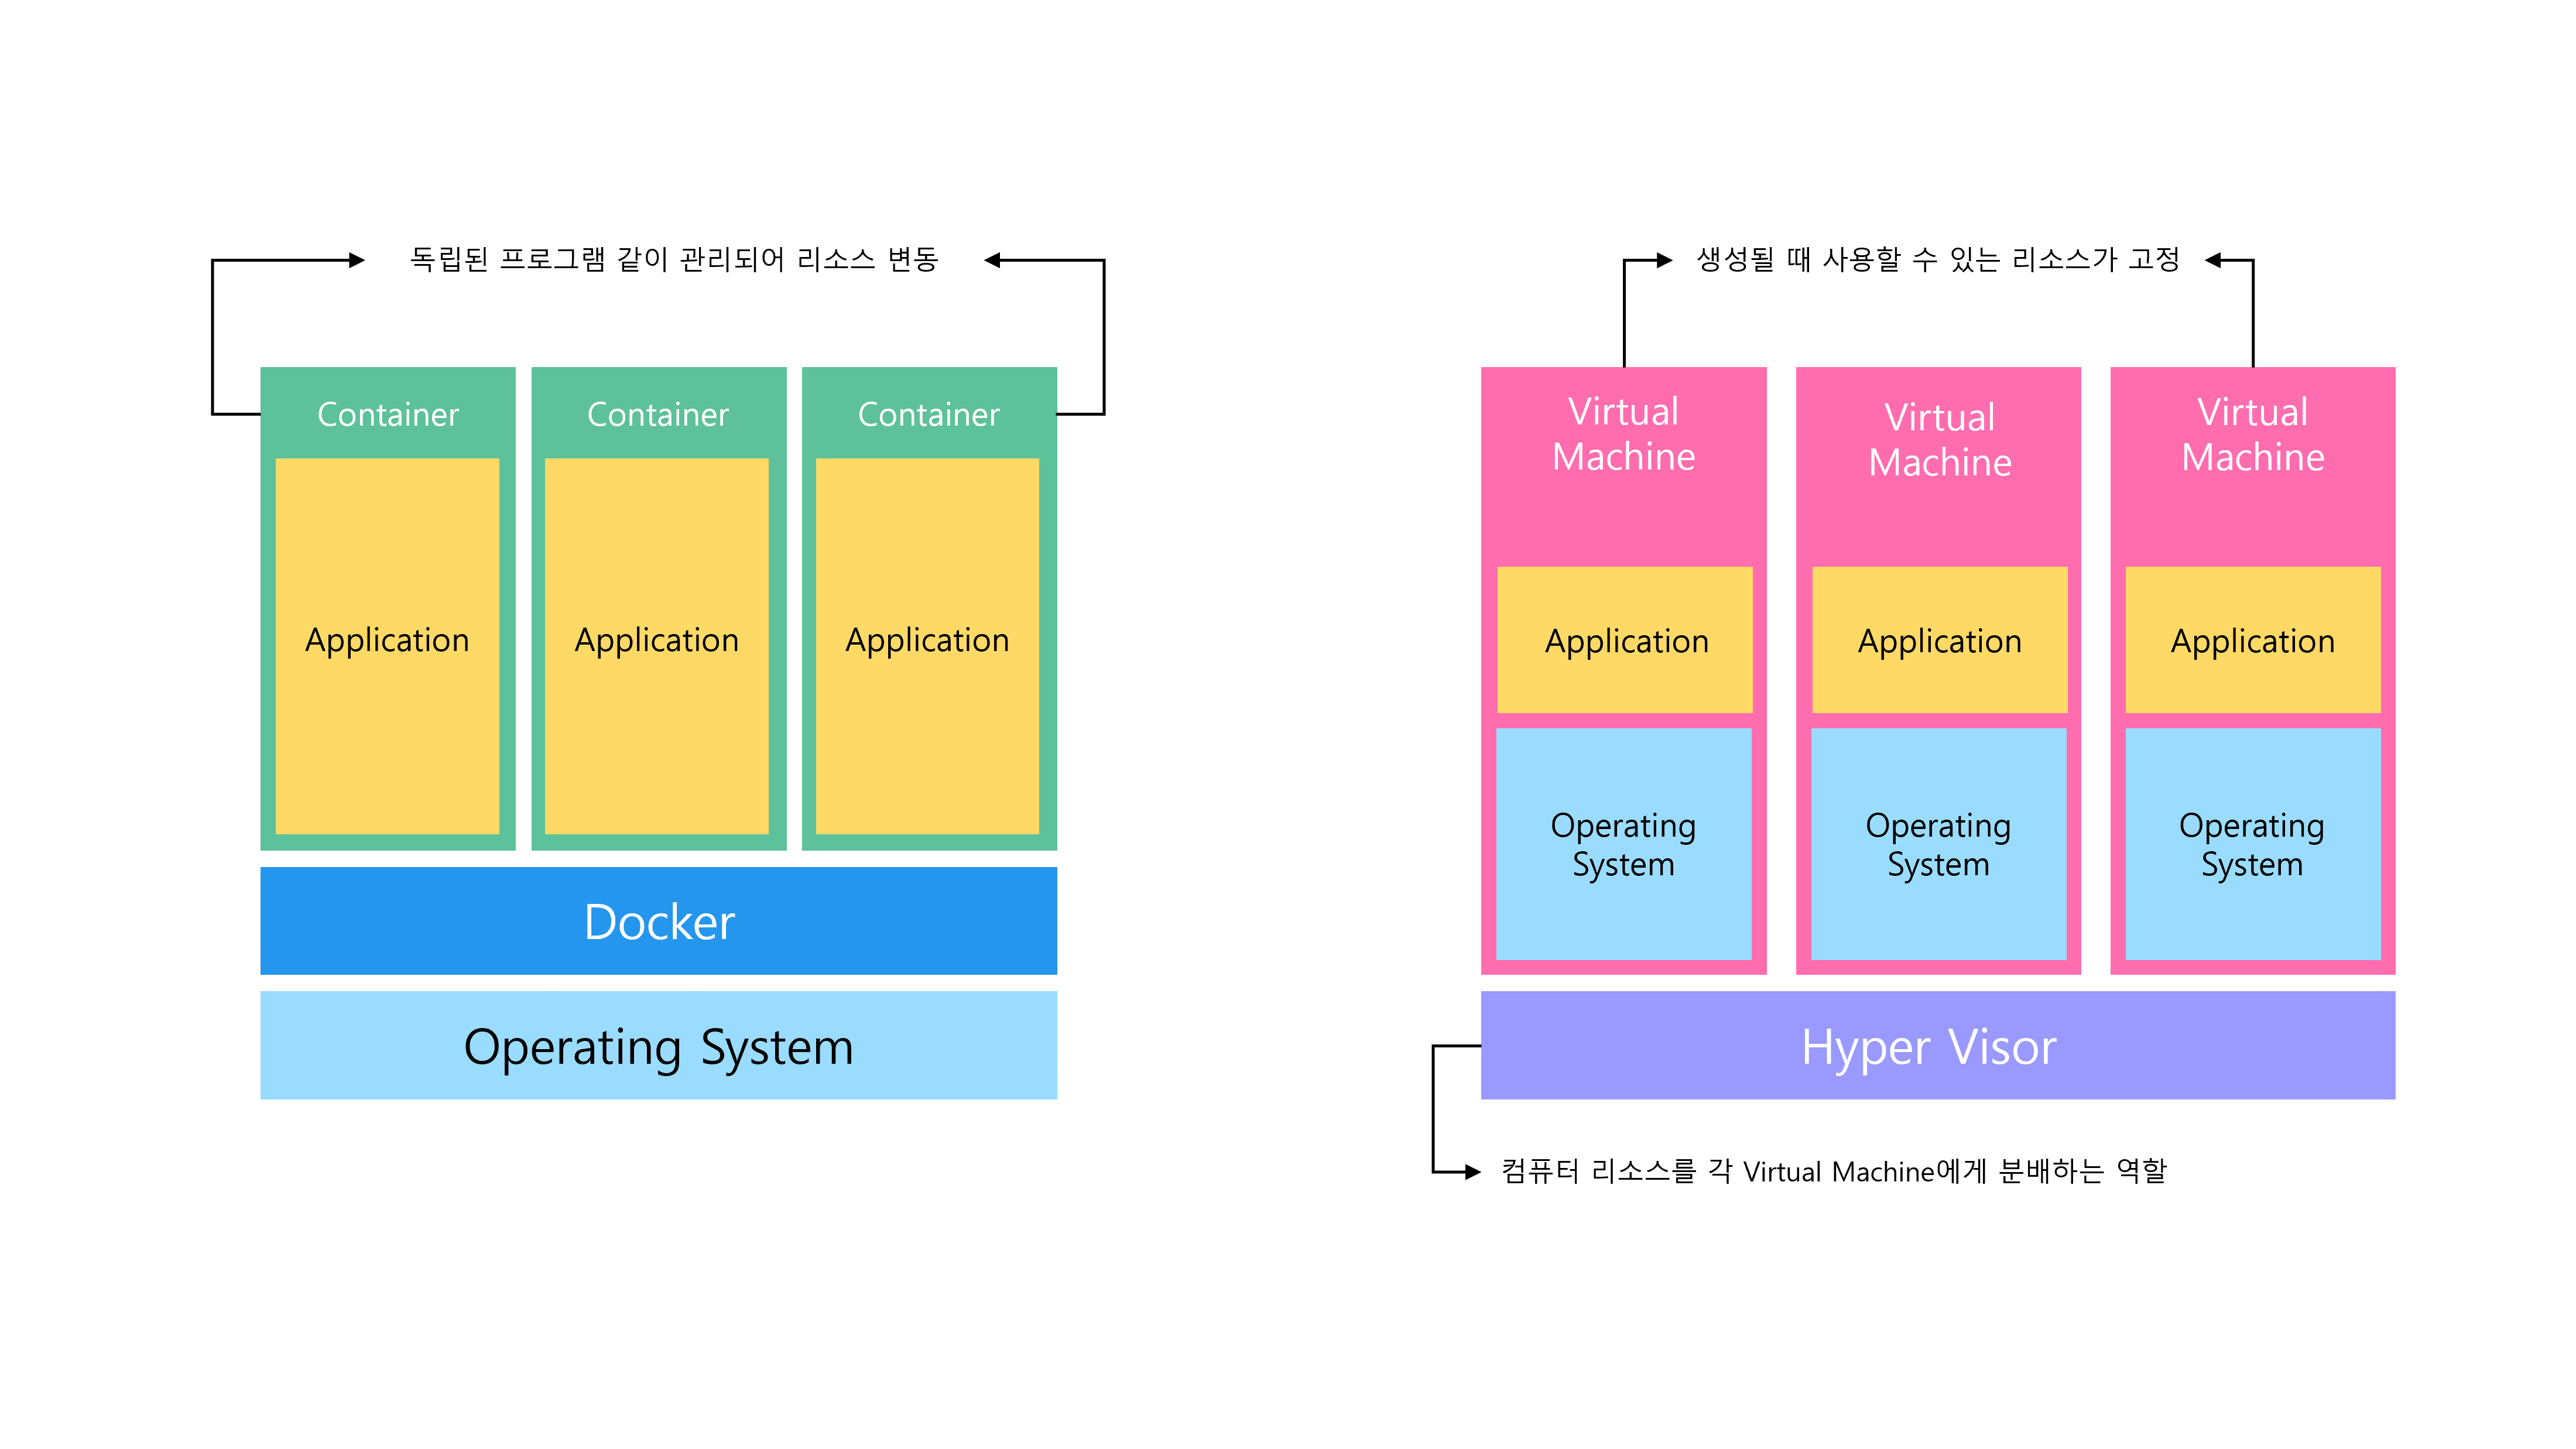 독립된 프로그램 같이 관리되어 리소스 변동
Container
Container
Container
Application
Application
Application
Docker
Operating System
생성될 때 사용할 수 있는 리소스가 고정
Virtual
Machine
Virtual
Machine
Virtual
Machine
Application
Application
Application
Operating
System
Operating
System
Operating
System
Hyper Visor
컴퓨터 리소스를 각 Virtual Machine에게 분배하는 역할